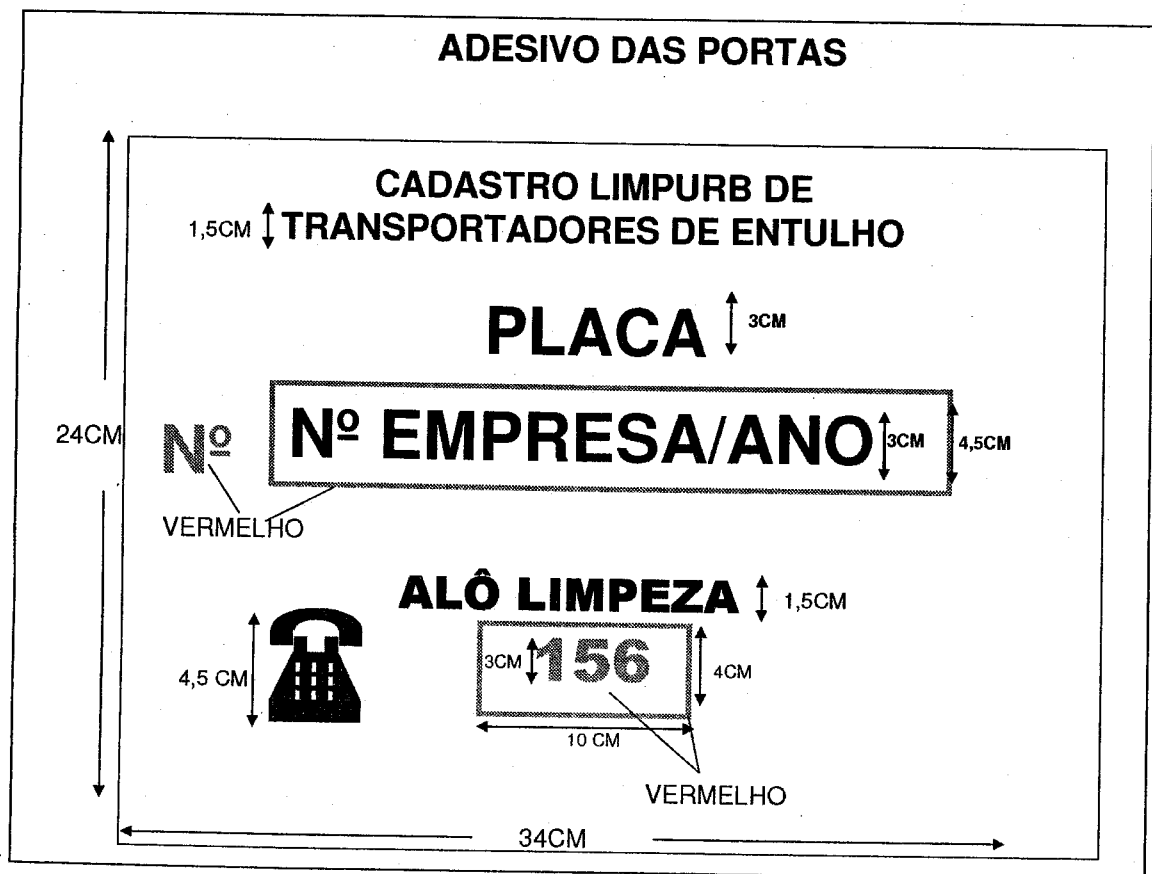 ADESIVO DAS PORTAS
CADASTRO LIMPURB DE
1,5CM TRANSPORTADORES DE ENTULHO
PLACA 3CM
24CM Nº Nº EMPRESA/ANO 3CM 4,5CM
VERMELHO
ALÔ LIMPEZA 1,5CM
4,5 CM 3CM 156 4CM
10 CM
VERMELHO
34CM